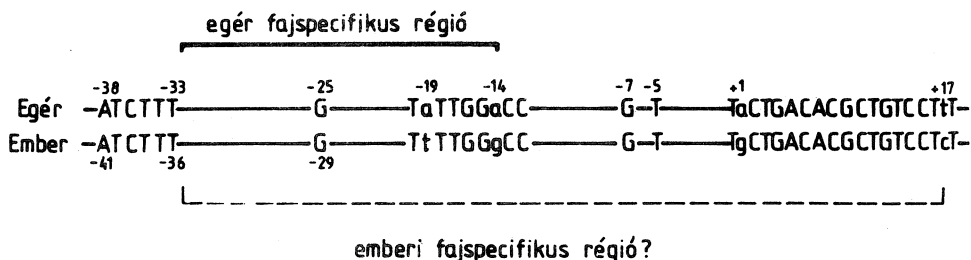 egér fajspecifikus régió
-38 -33 -25 -19 -14 -7 -5 +1 +17
Egér -ATCTTT-G-TaTTGGaCC-G-T-TaCTGACACGCTGTCCTtT-
Ember -ATCTTT-G-TtTTGGgCC-G-T-TgCTGACACGCTGTCCTcT-
-41 -36 -29
emberi fajspecifikus régió?